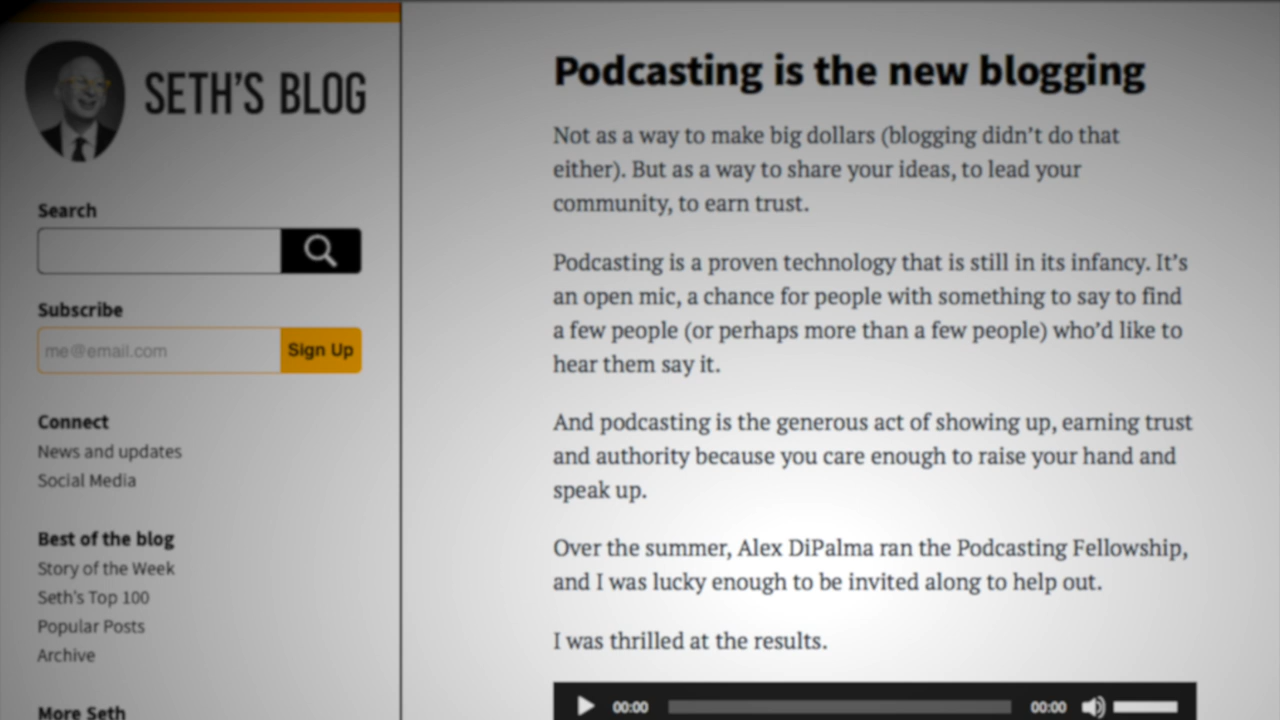 SETH'S BLOG
Search
Subscribe
me@email.com
Sign Up
Connect
News and updates
Social Media
Best of the blog
Story of the Week
Seth's Top 100
Popular Posts
Archive
More Seth
Podcasting is the new blogging
Not as a way to make big dollars (blogging didn't do that
either). But as a way to share your ideas, to lead your
community, to earn trust.
Podcasting is a proven technology that is still in its infancy. It's
an open mic, a chance for people with something to say to find
a few people (or perhaps more than a few people) who'd like to
hear them say it.
And podcasting is the generous act of showing up, earning trust
and authority because you care enough to raise your hand and
speak up.
Over the summer, Alex DiPalma ran the Podcasting Fellowship,
and I was lucky enough to be invited along to help out.
I was thrilled at the results.
00:00
00:00